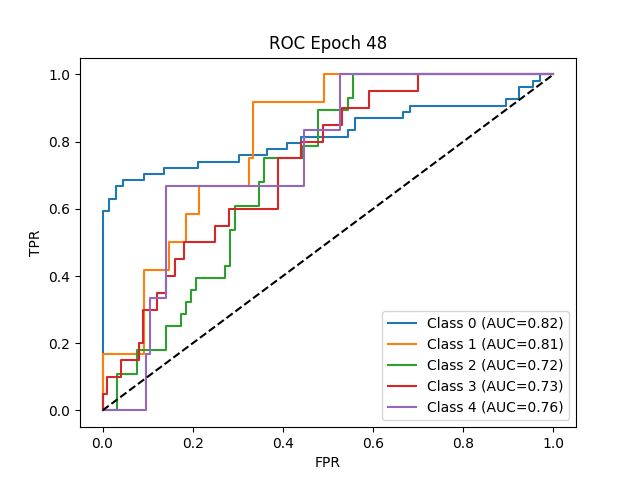 ROC Epoch 48
1.0
0.8
0.6
0.4
0.2
0.0
TPR
0.0 0.2 0.4 0.6 0.8 1.0
FPR
Class 0 (AUC=0.82)
Class 1 (AUC=0.81)
Class 2 (AUC=0.72)
Class 3 (AUC=0.73)
Class 4 (AUC=0.76)